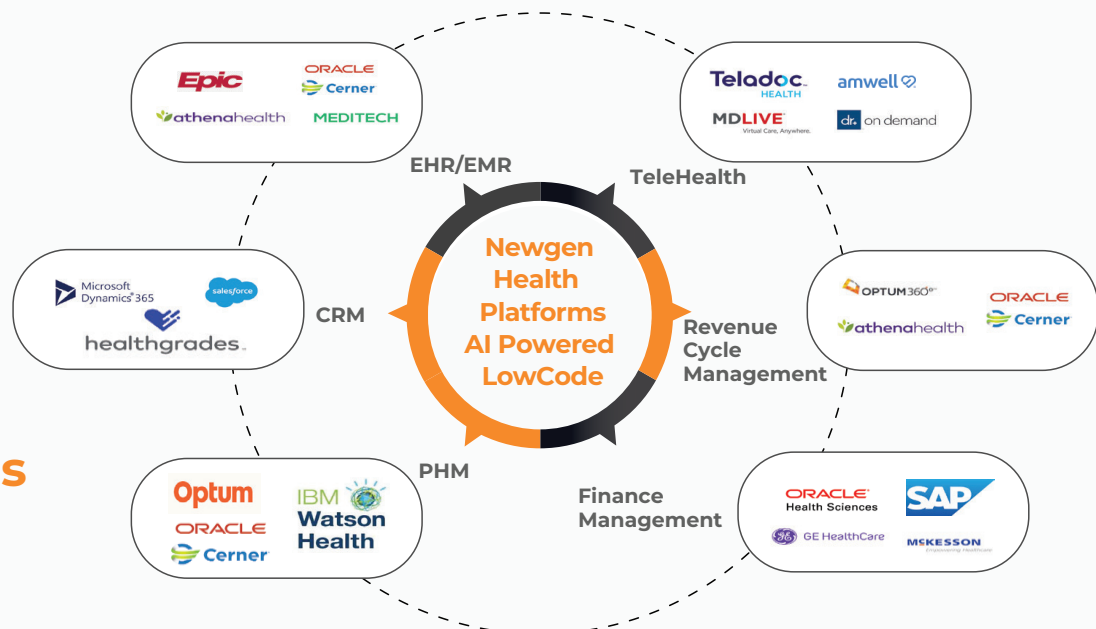 Epic
ORACLE
Cerner
athenahealth
MEDITECH
EHR/EMR
Teladoc
HEALTH
amwell
MDLIVE
Virtual Care, Anywhere.
dr. on demand
TeleHealth
Microsoft
Dynamics 365
salesforce
healthgrades
CRM
Newgen
Health
Platforms
AI Powered
LowCode
Revenue
Cycle
Management
OPTUM360°
ORACLE
Cerner
athenahealth
s
Optum
ORACLE
Cerner
IBM
Watson
Health
PHM
Finance
Management
ORACLE
Health Sciences
SAP
GE HealthCare
MCKESSON
Empowering Healthcare